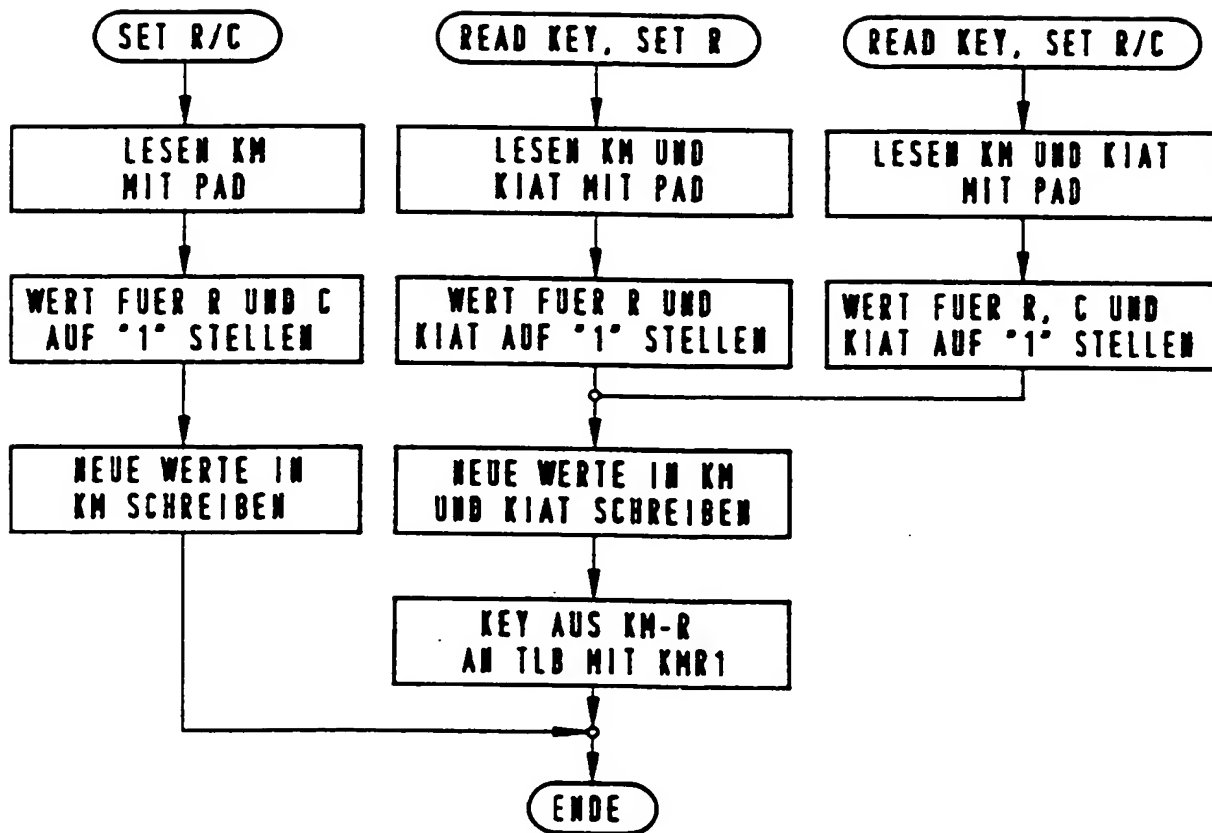 SET R/C
READ KEY, SET R
READ KEY, SET R/C
LESEN KM
MIT PAD
LESEN KM UND
KIAT MIT PAD
LESEN KM UND KIAT
MIT PAD
WERT FUER R UND C
AUF "1" STELLEN
WERT FUER R UND
KIAT AUF "1" STELLEN
WERT FUER R, C UND
KIAT AUF "1" STELLEN
NEUE WERTE IN
KM SCHREIBEN
NEUE WERTE IN KM
UND KIAT SCHREIBEN
KEY AUS KM-R
AN TLB MIT KMR1
ENDE